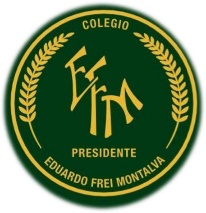 COLEGIO
EFM
PRESIDENTE
EDUARDO FREI MONTALVA